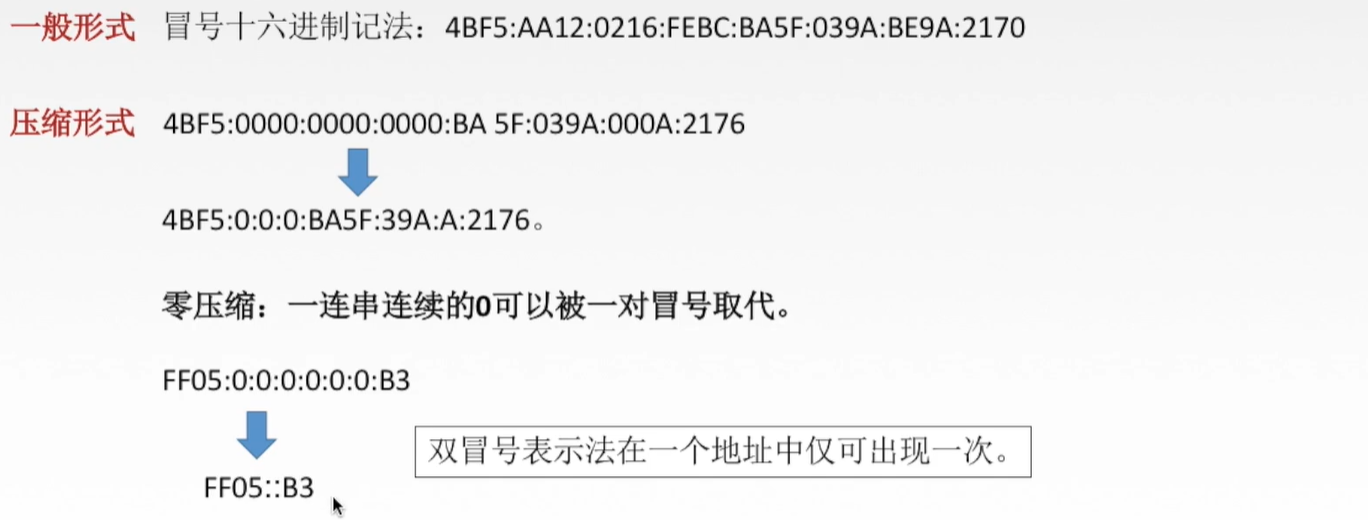 一般形式 冒号十六进制记法：4BF5:AA12:0216:FEBC:BA5F:039A:BE9A:2170
压缩形式 4BF5:0000:0000:0000:BA 5F:039A:000A:2176
4BF5:0:0:0:BA5F:39A:A:2176。
零压缩：一连串连续的0可以被一对冒号取代。
FF05:0:0:0:0:0:0:B3
双冒号表示法在一个地址中仅可出现一次。
FF05::B3